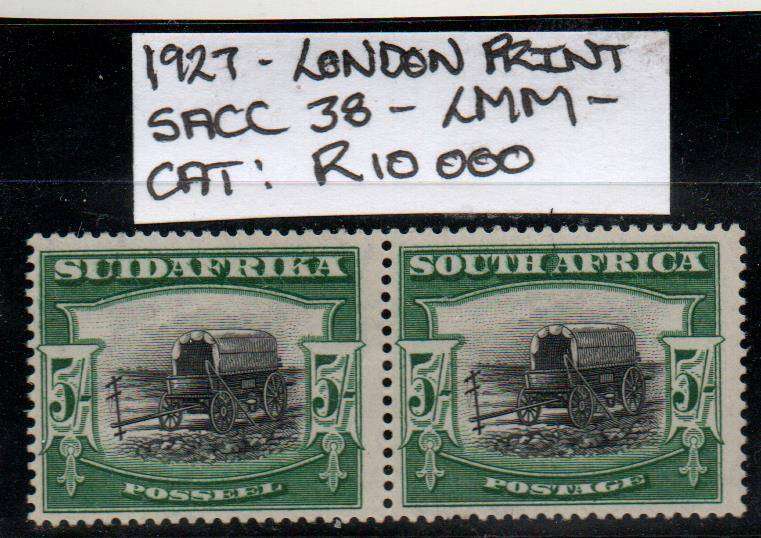 1927 - LONDON PRINT
SACC 38 - LMM -
CAT: R10 000
SUIDAFRIKA SOUTH AFRICA
5/- 5/- 5/- 5/-
POSSEEL POSTAGE